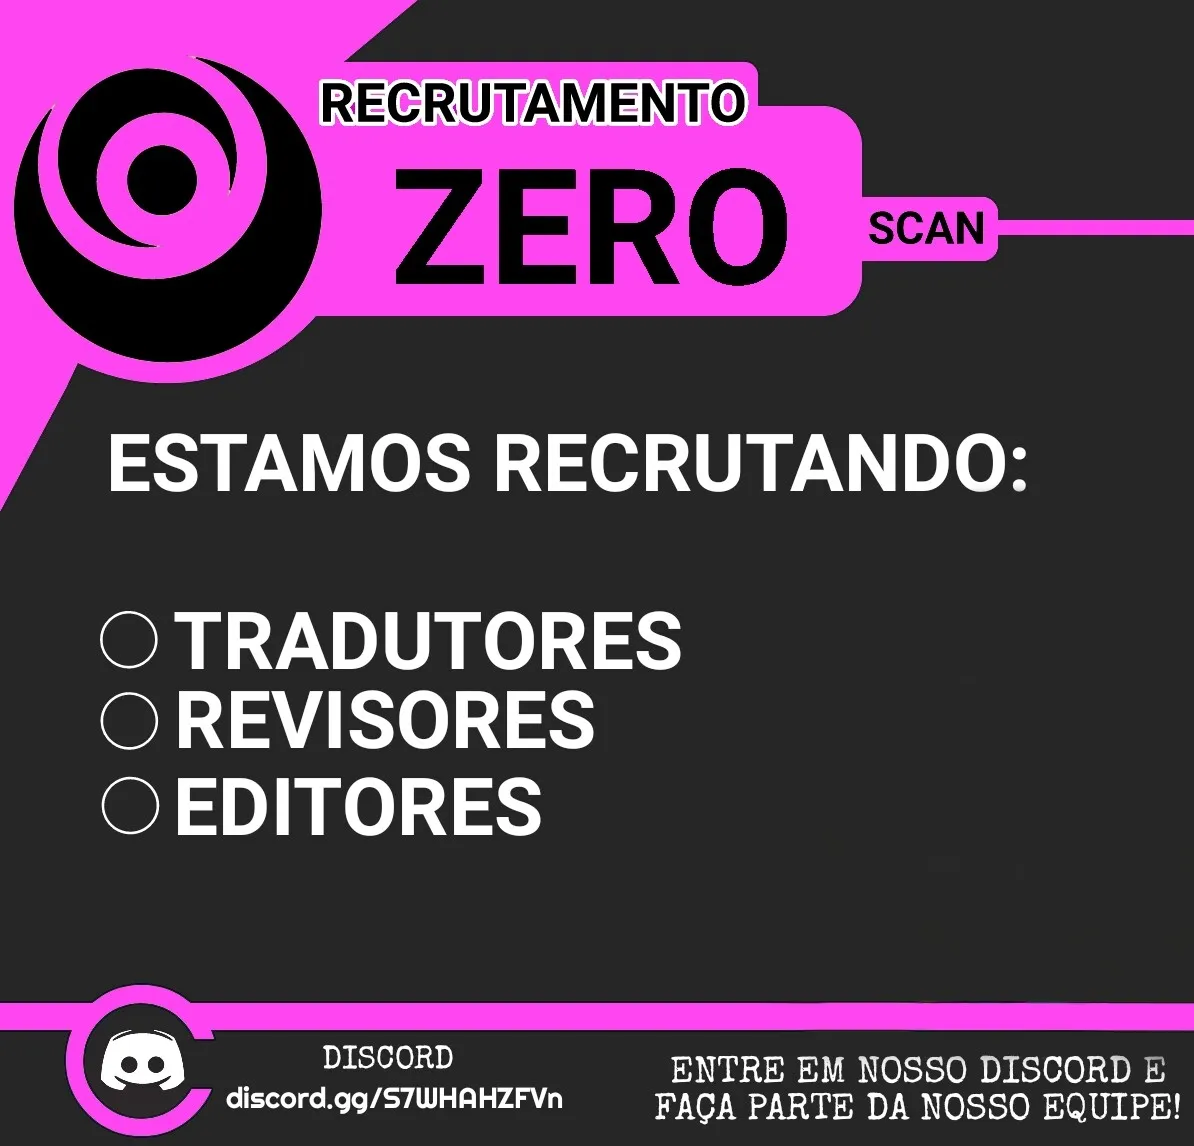 RECRUTAMENTO
ZERO
SCAN
ESTAMOS RECRUTANDO:
TRADUTORES
REVISORES
EDITORES
DISCORD
discord.gg/S7WHAHZFVn
ENTRE EM NOSSO DISCORD E
FAÇA PARTE DA NOSSO EQUIPE!